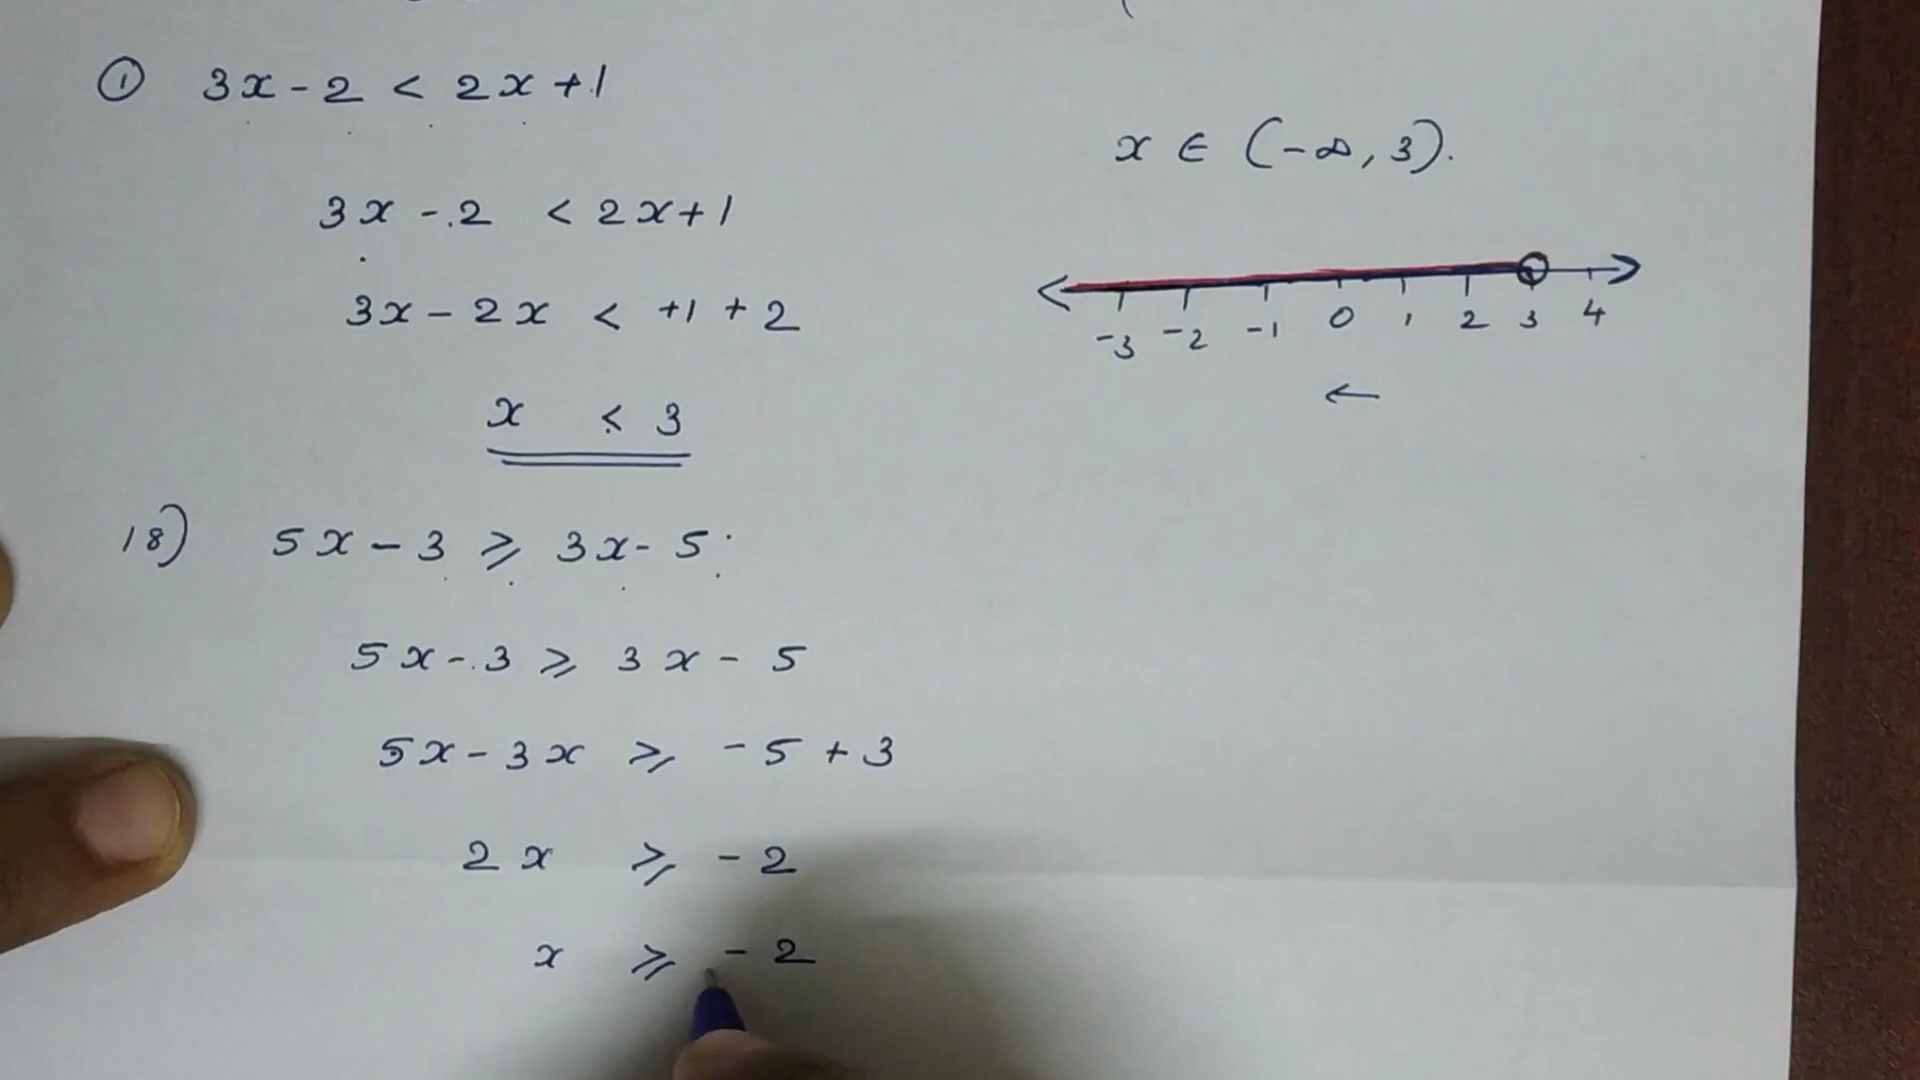 ① 3x - 2 < 2x + 1
3x - 2 < 2x + 1
3x - 2x < +1 + 2
x < 3
x ∈ (-∞, 3).
-3 -2 -1 0 1 2 3 4
←
18) 5x - 3 ⩾ 3x - 5
5x - 3 ⩾ 3x - 5
5x - 3x ⩾ -5 + 3
2x ⩾ -2
x ⩾ -2